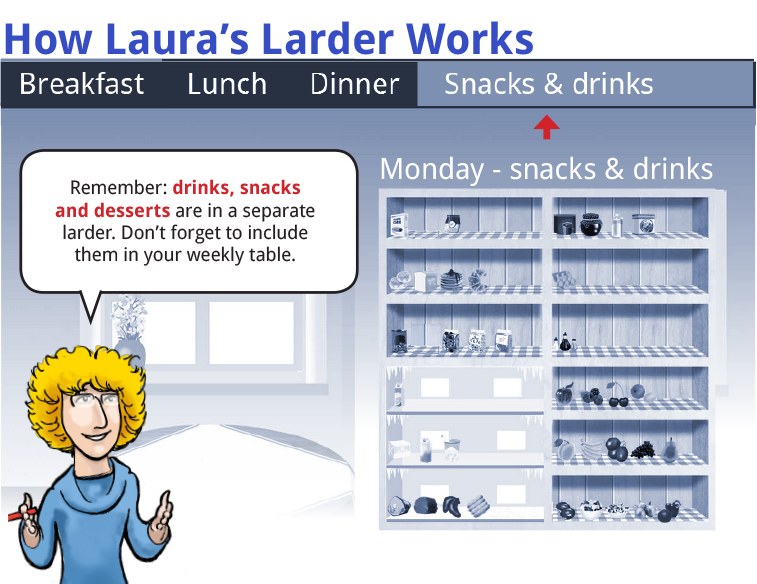 How Laura's Larder Works
Breakfast Lunch Dinner Snacks & drinks
Monday - snacks & drinks
Remember: drinks, snacks
and desserts are in a separate
larder. Don't forget to include
them in your weekly table.